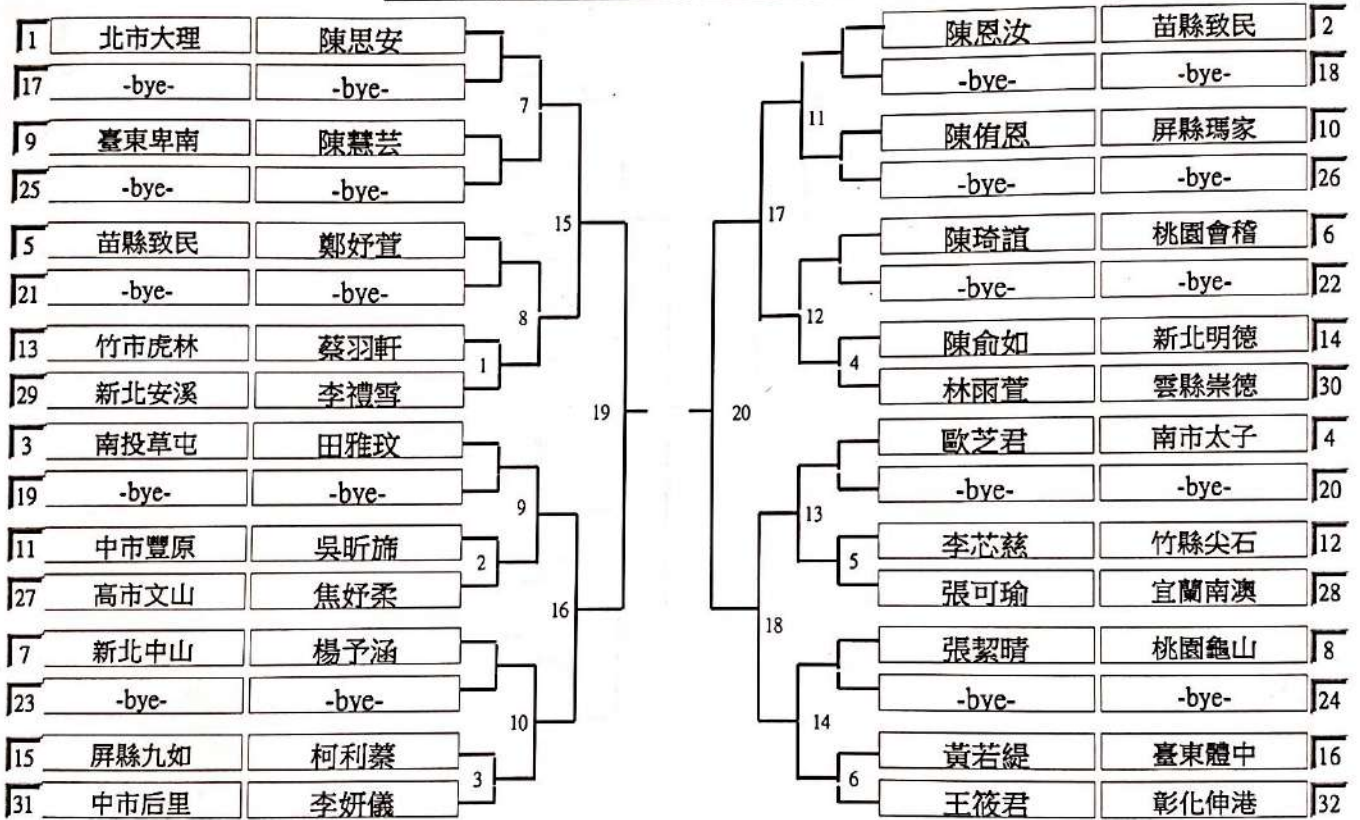 1 北市大理 陳思安
17 -bye- -bye-
7
9 臺東卑南 陳慧芸
25 -bye- -bye-
15
5 苗縣致民 鄭妤萱
21 -bye- -bye-
8
13 竹市虎林 蔡羽軒
1
29 新北安溪 李禮雪
19
3 南投草屯 田雅玟
19 -bye- -bye-
9
11 中市豐原 吳昕旆
2
27 高市文山 焦妤柔
16
7 新北中山 楊予涵
23 -bye- -bye-
10
15 屏縣九如 柯利蔡
3
31 中市后里 李妍儀
陳恩汝 苗縣致民 2
-bye- -bye- 18
11
陳侑恩 屏縣瑪家 10
-bye- -bye- 26
17
陳琦誼 桃園會稽 6
-bye- -bye- 22
12
陳俞如 新北明德 14
4
林雨萱 雲縣崇德 30
20
歐芝君 南市太子 4
-bye- -bye- 20
13
李芯慈 竹縣尖石 12
5
張可瑜 宜蘭南澳 28
18
張絜晴 桃園龜山 8
-bye- -bye- 24
14
黃若緹 臺東體中 16
6
王筱君 彰化伸港 32